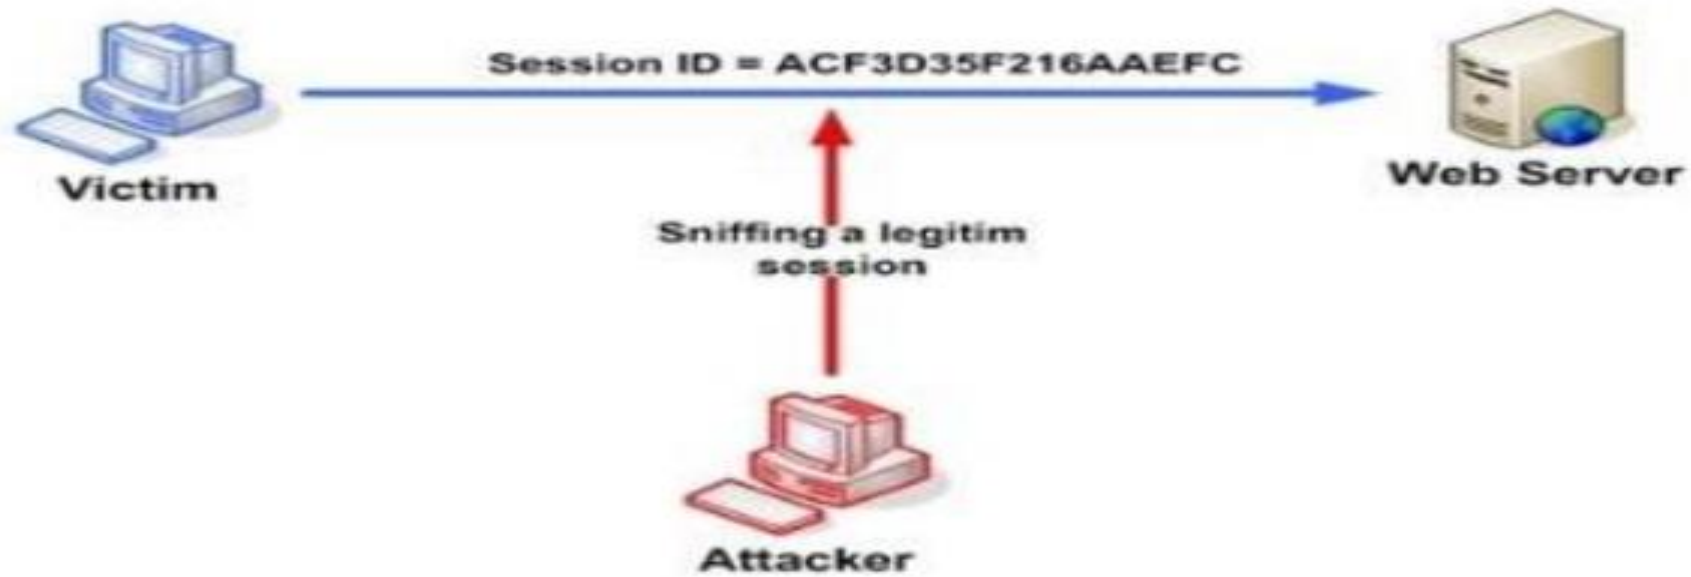 Session ID = ACF3D35F216AAEFC
Victim
Web Server
Sniffing a legitim
session
Attacker